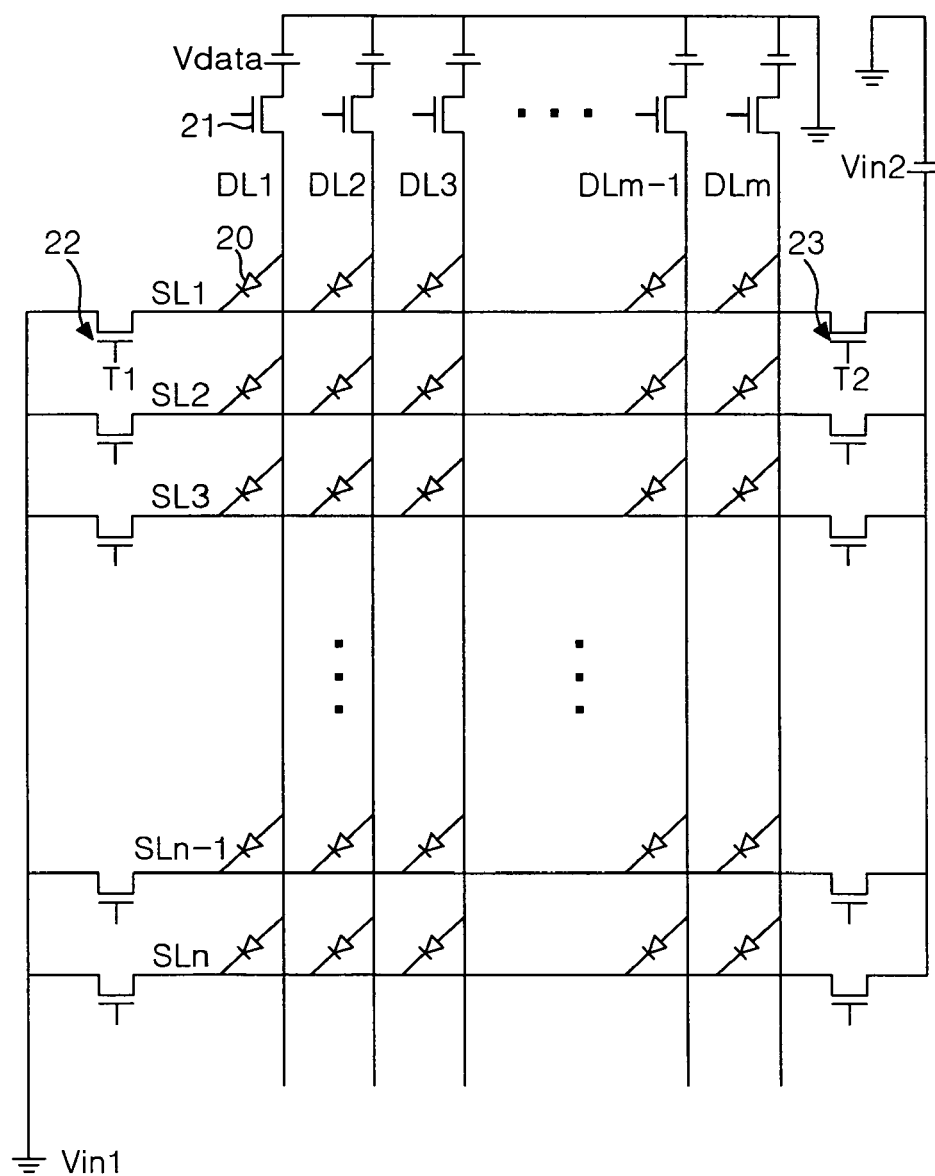 Vdata
21
Vin2
DL1 DL2 DL3 DLm-1 DLm
22 20 23
SL1
T1 T2
SL2
SL3
SLn-1
SLn
Vin1